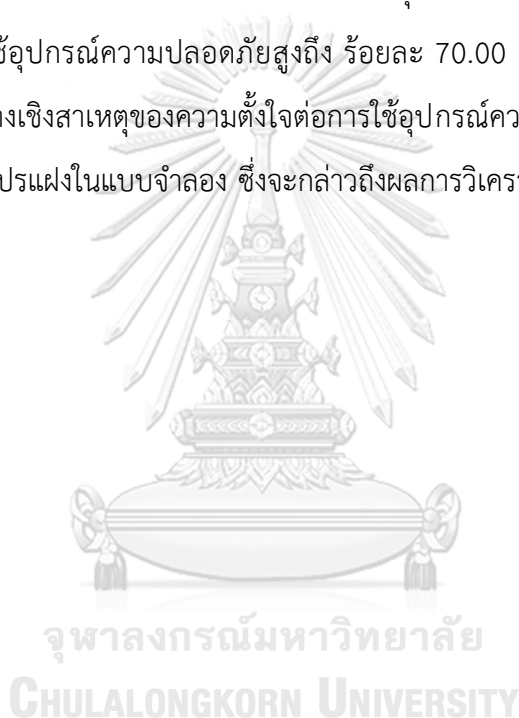 ช้อุปกรณ์ความปลอดภัยสูงถึง ร้อยละ 70.00
งเชิงสาเหตุของความตั้งใจต่อการใช้อุปกรณ์คว
ปรแฝงในแบบจำลอง ซึ่งจะกล่าวถึงผลการวิเครา
จุฬาลงกรณ์มหาวิทยาลัย
CHULALONGKORN UNIVERSITY